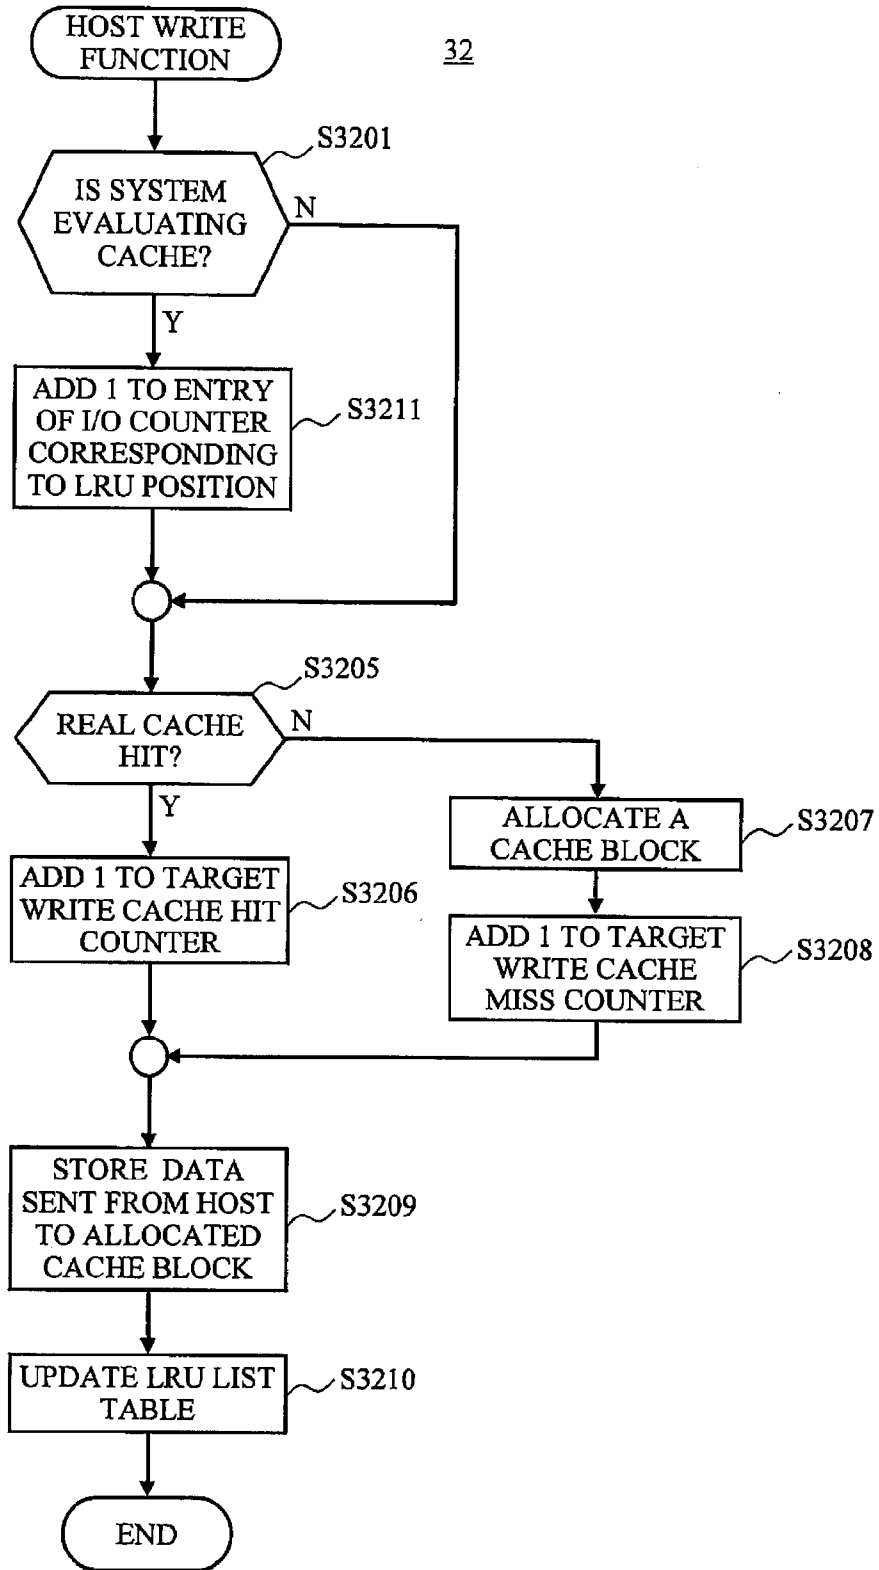 HOST WRITE
FUNCTION
32
S3201
IS SYSTEM
EVALUATING
CACHE?
N
Y
ADD 1 TO ENTRY
OF I/O COUNTER
CORRESPONDING
TO LRU POSITION
S3211
S3205
REAL CACHE
HIT?
N
Y
ALLOCATE A
CACHE BLOCK
S3207
ADD 1 TO TARGET
WRITE CACHE HIT
COUNTER
S3206
ADD 1 TO TARGET
WRITE CACHE
MISS COUNTER
S3208
STORE DATA
SENT FROM HOST
TO ALLOCATED
CACHE BLOCK
S3209
UPDATE LRU LIST
TABLE
S3210
END